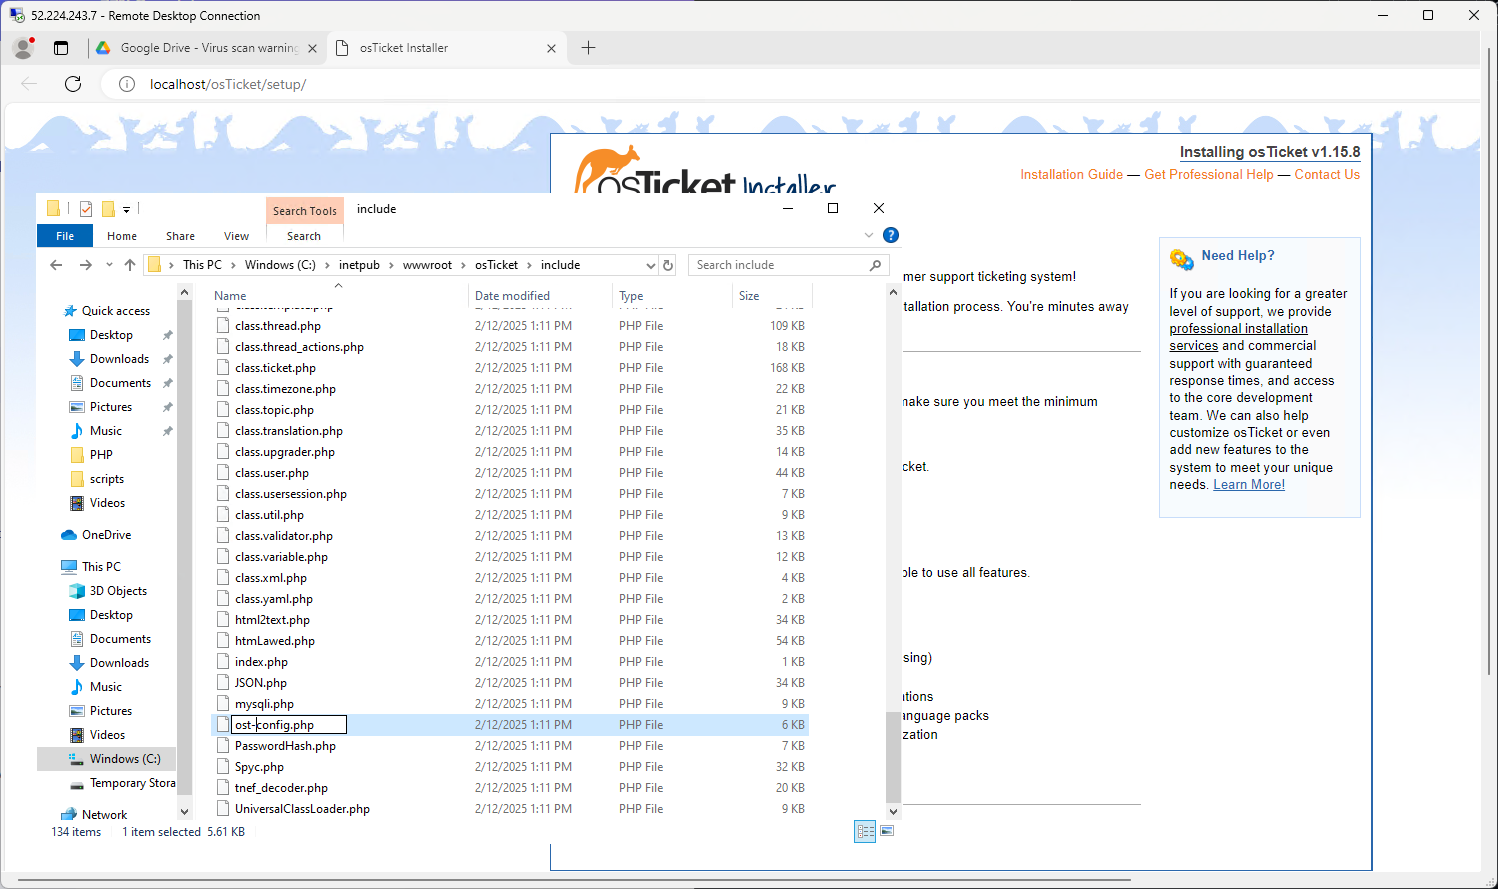 52.224.243.7 - Remote Desktop Connection
Google Drive - Virus scan warning
osTicket Installer
localhost/osTicket/setup/
Installing osTicket v1.15.8
Installation Guide — Get Professional Help — Contact Us
osTicket Installer
Search Tools
include
File
Home
Share
View
Search
This PC > Windows (C:) > inetpub > wwwroot > osTicket > include
Search include
Name
Date modified
Type
Size
Quick access
Desktop
Downloads
Documents
Pictures
Music
PHP
scripts
Videos
OneDrive
This PC
3D Objects
Desktop
Documents
Downloads
Music
Pictures
Videos
Windows (C:)
Temporary Stora
Network
class.thread.php 2/12/2025 1:11 PM PHP File 109 KB
class.thread_actions.php 2/12/2025 1:11 PM PHP File 18 KB
class.ticket.php 2/12/2025 1:11 PM PHP File 168 KB
class.timezone.php 2/12/2025 1:11 PM PHP File 22 KB
class.topic.php 2/12/2025 1:11 PM PHP File 21 KB
class.translation.php 2/12/2025 1:11 PM PHP File 35 KB
class.upgrader.php 2/12/2025 1:11 PM PHP File 14 KB
class.user.php 2/12/2025 1:11 PM PHP File 44 KB
class.usersession.php 2/12/2025 1:11 PM PHP File 7 KB
class.util.php 2/12/2025 1:11 PM PHP File 9 KB
class.validator.php 2/12/2025 1:11 PM PHP File 13 KB
class.variable.php 2/12/2025 1:11 PM PHP File 12 KB
class.xml.php 2/12/2025 1:11 PM PHP File 4 KB
class.yaml.php 2/12/2025 1:11 PM PHP File 2 KB
html2text.php 2/12/2025 1:11 PM PHP File 34 KB
htmLawed.php 2/12/2025 1:11 PM PHP File 54 KB
index.php 2/12/2025 1:11 PM PHP File 1 KB
JSON.php 2/12/2025 1:11 PM PHP File 34 KB
mysqli.php 2/12/2025 1:11 PM PHP File 9 KB
ost-config.php 2/12/2025 1:11 PM PHP File 6 KB
PasswordHash.php 2/12/2025 1:11 PM PHP File 7 KB
Spyc.php 2/12/2025 1:11 PM PHP File 32 KB
tnef_decoder.php 2/12/2025 1:11 PM PHP File 20 KB
UniversalClassLoader.php 2/12/2025 1:11 PM PHP File 9 KB
134 items
1 item selected 5.61 KB
mer support ticketing system!
tallation process. You're minutes away
make sure you meet the minimum
cket.
ble to use all features.
sing)
ations
anguage packs
zation
Need Help?
If you are looking for a greater
level of support, we provide
professional installation
services and commercial
support with guaranteed
response times, and access
to the core development
team. We can also help
customize osTicket or even
add new features to the
system to meet your unique
needs. Learn More!